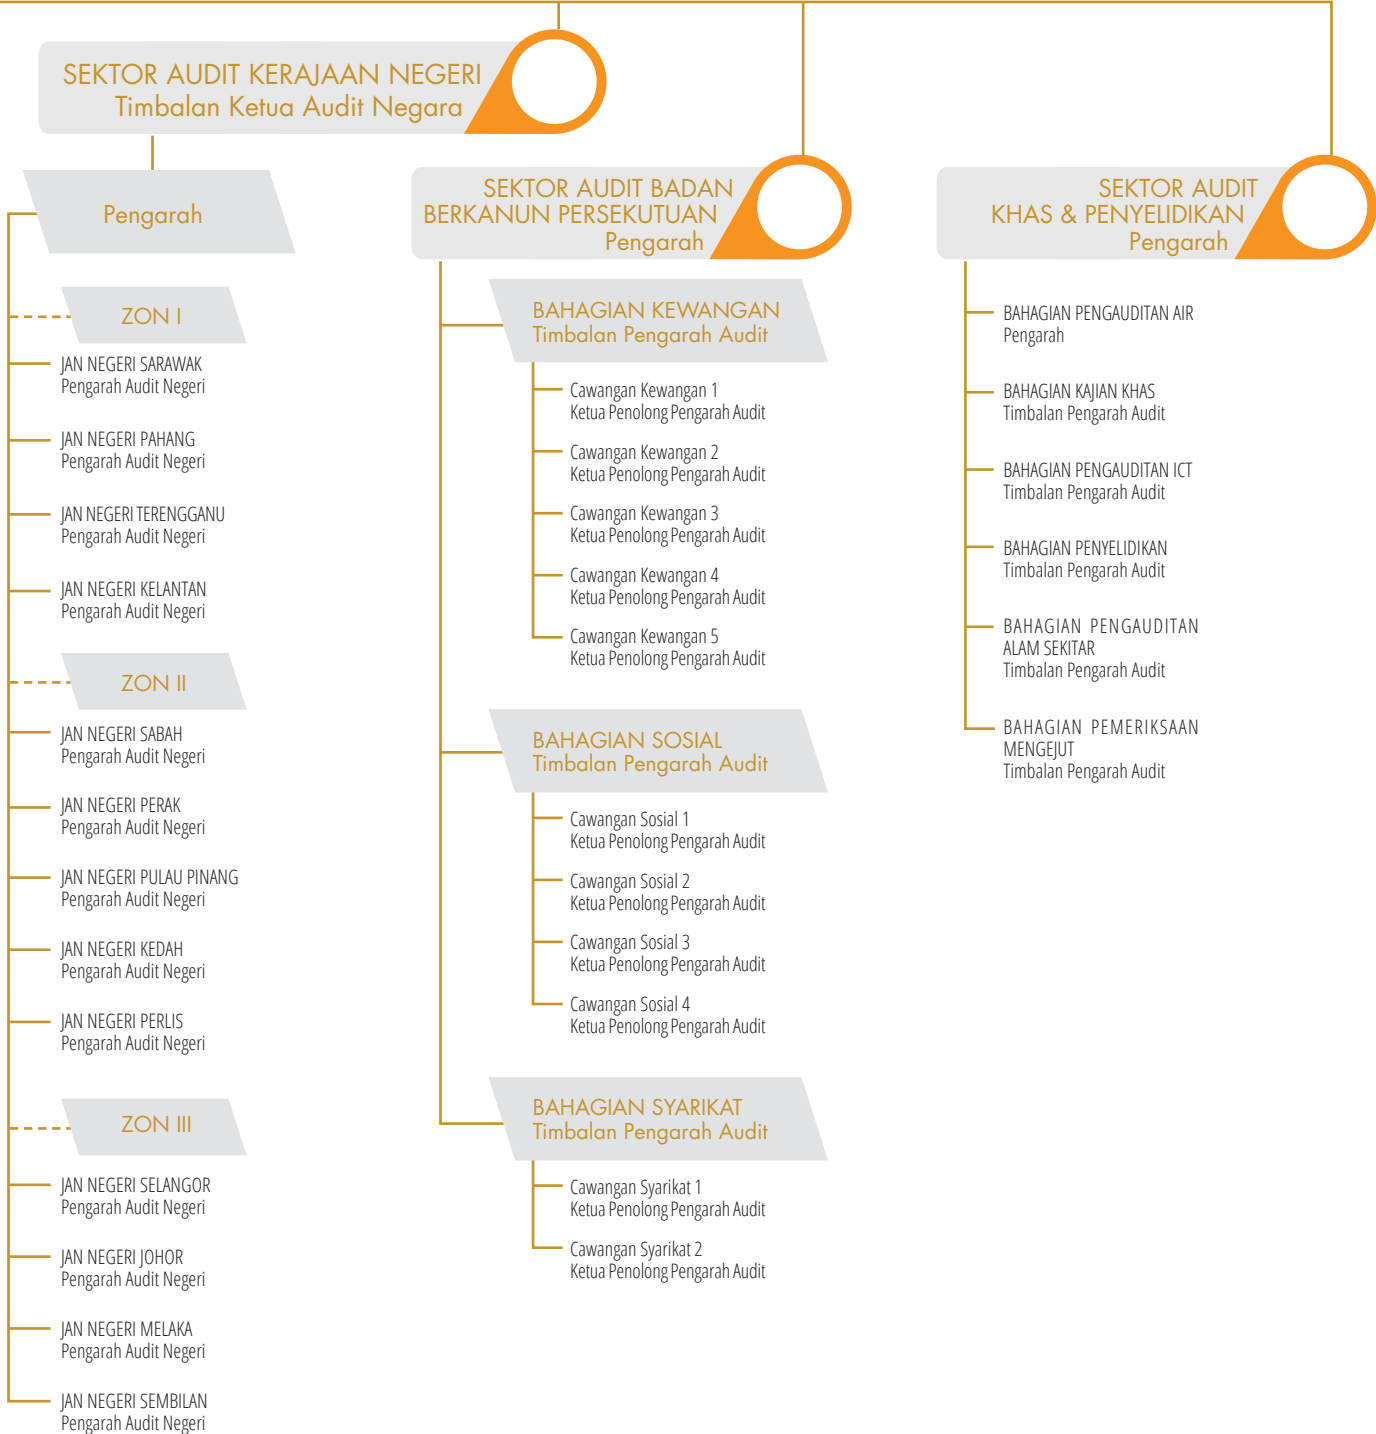 SEKTOR AUDIT KERAJAAN NEGERI
Timbalan Ketua Audit Negara
Pengarah
ZON I
JAN NEGERI SARAWAK
Pengarah Audit Negeri
JAN NEGERI PAHANG
Pengarah Audit Negeri
JAN NEGERI TERENGGANU
Pengarah Audit Negeri
JAN NEGERI KELANTAN
Pengarah Audit Negeri
ZON II
JAN NEGERI SABAH
Pengarah Audit Negeri
JAN NEGERI PERAK
Pengarah Audit Negeri
JAN NEGERI PULAU PINANG
Pengarah Audit Negeri
JAN NEGERI KEDAH
Pengarah Audit Negeri
JAN NEGERI PERLIS
Pengarah Audit Negeri
ZON III
JAN NEGERI SELANGOR
Pengarah Audit Negeri
JAN NEGERI JOHOR
Pengarah Audit Negeri
JAN NEGERI MELAKA
Pengarah Audit Negeri
JAN NEGERI SEMBILAN
Pengarah Audit Negeri
SEKTOR AUDIT BADAN
BERKANUN PERSEKUTUAN
Pengarah
BAHAGIAN KEWANGAN
Timbalan Pengarah Audit
Cawangan Kewangan 1
Ketua Penolong Pengarah Audit
Cawangan Kewangan 2
Ketua Penolong Pengarah Audit
Cawangan Kewangan 3
Ketua Penolong Pengarah Audit
Cawangan Kewangan 4
Ketua Penolong Pengarah Audit
Cawangan Kewangan 5
Ketua Penolong Pengarah Audit
BAHAGIAN SOSIAL
Timbalan Pengarah Audit
Cawangan Sosial 1
Ketua Penolong Pengarah Audit
Cawangan Sosial 2
Ketua Penolong Pengarah Audit
Cawangan Sosial 3
Ketua Penolong Pengarah Audit
Cawangan Sosial 4
Ketua Penolong Pengarah Audit
BAHAGIAN SYARIKAT
Timbalan Pengarah Audit
Cawangan Syarikat 1
Ketua Penolong Pengarah Audit
Cawangan Syarikat 2
Ketua Penolong Pengarah Audit
SEKTOR AUDIT
KHAS & PENYELIDIKAN
Pengarah
BAHAGIAN PENGAUDITAN AIR
Pengarah
BAHAGIAN KAJIAN KHAS
Timbalan Pengarah Audit
BAHAGIAN PENGAUDITAN ICT
Timbalan Pengarah Audit
BAHAGIAN PENYELIDIKAN
Timbalan Pengarah Audit
BAHAGIAN PENGAUDITAN
ALAM SEKITAR
Timbalan Pengarah Audit
BAHAGIAN PEMERIKSAAN
MENGEJUT
Timbalan Pengarah Audit